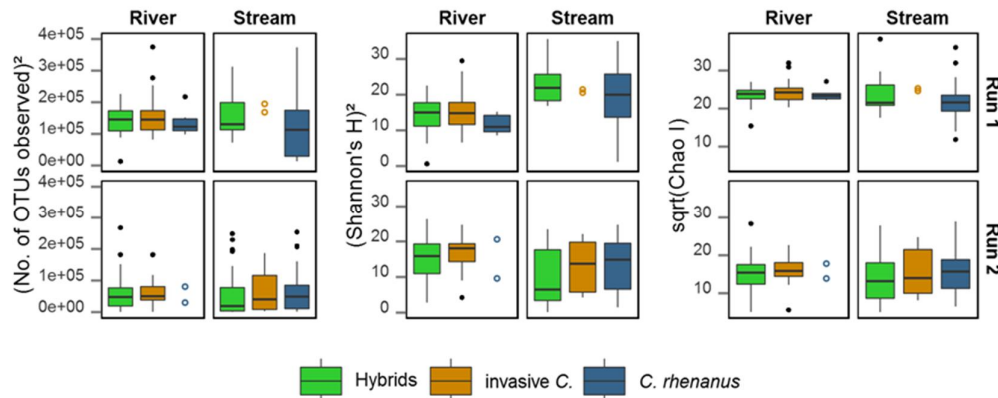 River Stream River Stream River Stream
(No. of OTUs observed)²
4e+05
3e+05
2e+05
1e+05
0e+00
4e+05
3e+05
2e+05
1e+05
0e+00
(Shannon's H)²
30
20
10
0
30
20
10
0
sqrt(Chao I)
30
20
10
30
20
10
Run 1
Run 2
Hybrids invasive C. C. rhenanus